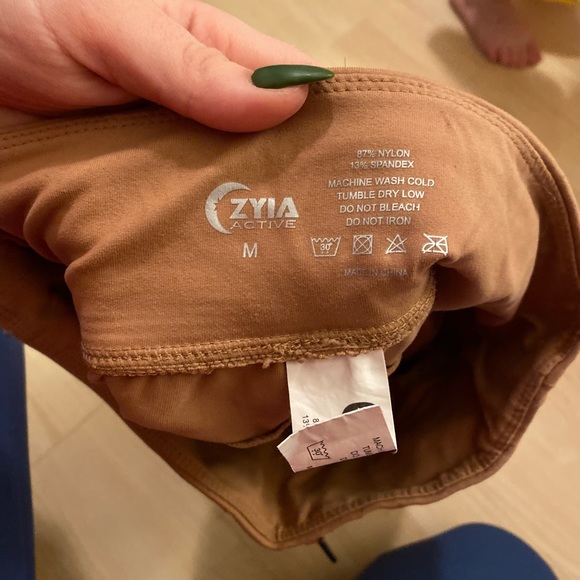 87% NYLON
13% SPANDEX
MACHINE WASH COLD
TUMBLE DRY LOW
DO NOT BLEACH
DO NOT IRON
ZYIA
ACTIVE
M
30°
MADE IN CHINA
30°